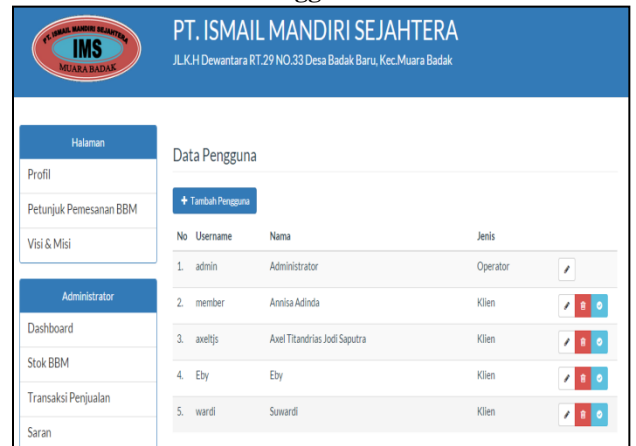 PT. ISMAIL MANDIRI SEJAHTERA
IMS
MUARA BADAK
PT. ISMAIL MANDIRI SEJAHTERA
JL.K.H Dewantara RT.29 NO.33 Desa Badak Baru, Kec.Muara Badak
Halaman
Profil
Petunjuk Pemesanan BBM
Visi & Misi
Administrator
Dashboard
Stok BBM
Transaksi Penjualan
Saran
Data Pengguna
+ Tambah Pengguna
No Username Nama Jenis
1. admin Administrator Operator
2. member Annisa Adinda Klien
3. axeltjs Axel Titandrias Jodi Saputra Klien
4. Eby Eby Klien
5. wardi Suwardi Klien